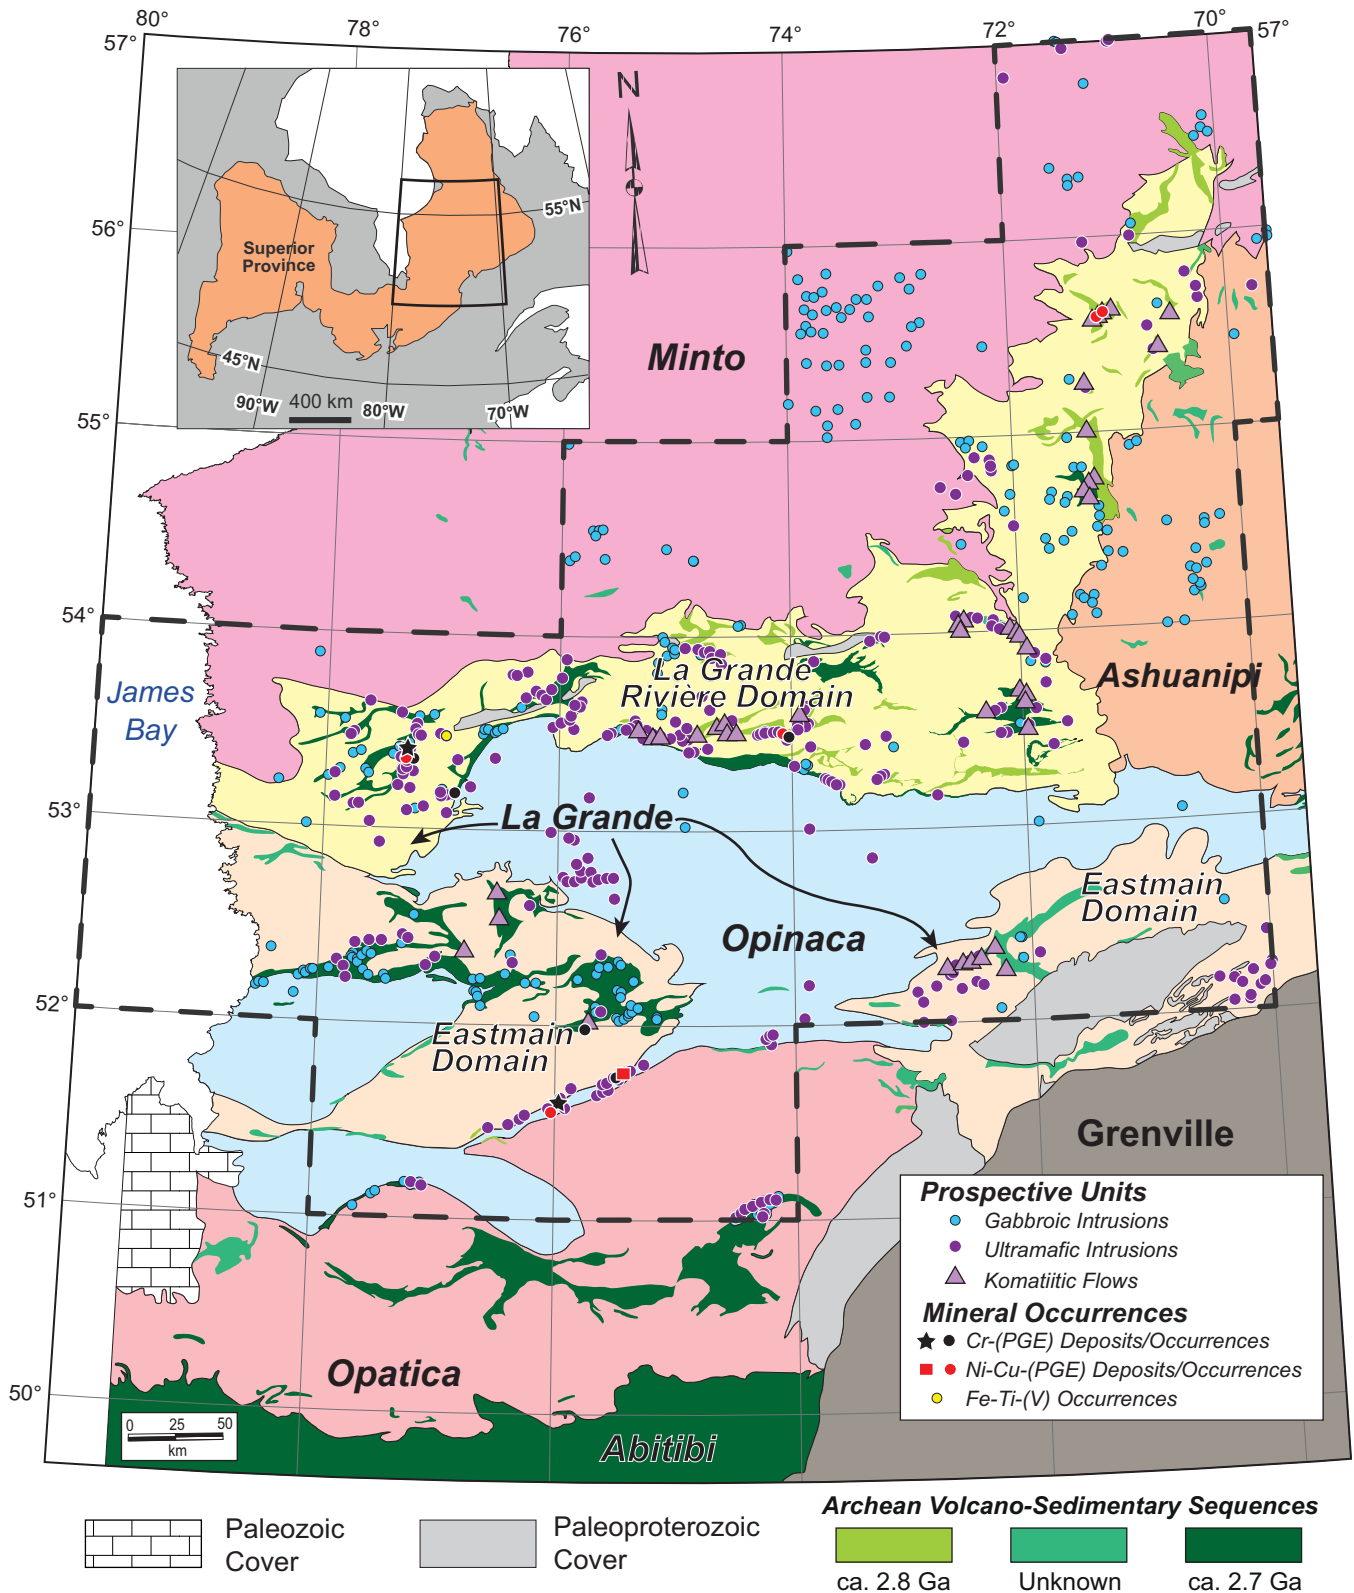 80°
78°
76°
74°
72°
70°
57°
57°
56°
55°
54°
53°
52°
51°
50°
N
Superior
Province
55°N
45°N
90°W
400 km
80°W
70°W
Minto
James
Bay
La Grande
Rivière Domain
Ashuanipi
La Grande
Eastmain
Domain
Opinaca
Eastmain
Domain
Grenville
Opatica
Abitibi
0 25 50
km
Prospective Units
Gabbroic Intrusions
Ultramafic Intrusions
Komatiitic Flows
Mineral Occurrences
Cr-(PGE) Deposits/Occurrences
Ni-Cu-(PGE) Deposits/Occurrences
Fe-Ti-(V) Occurrences
Paleozoic
Cover
Paleoproterozoic
Cover
Archean Volcano-Sedimentary Sequences
ca. 2.8 Ga
Unknown
ca. 2.7 Ga